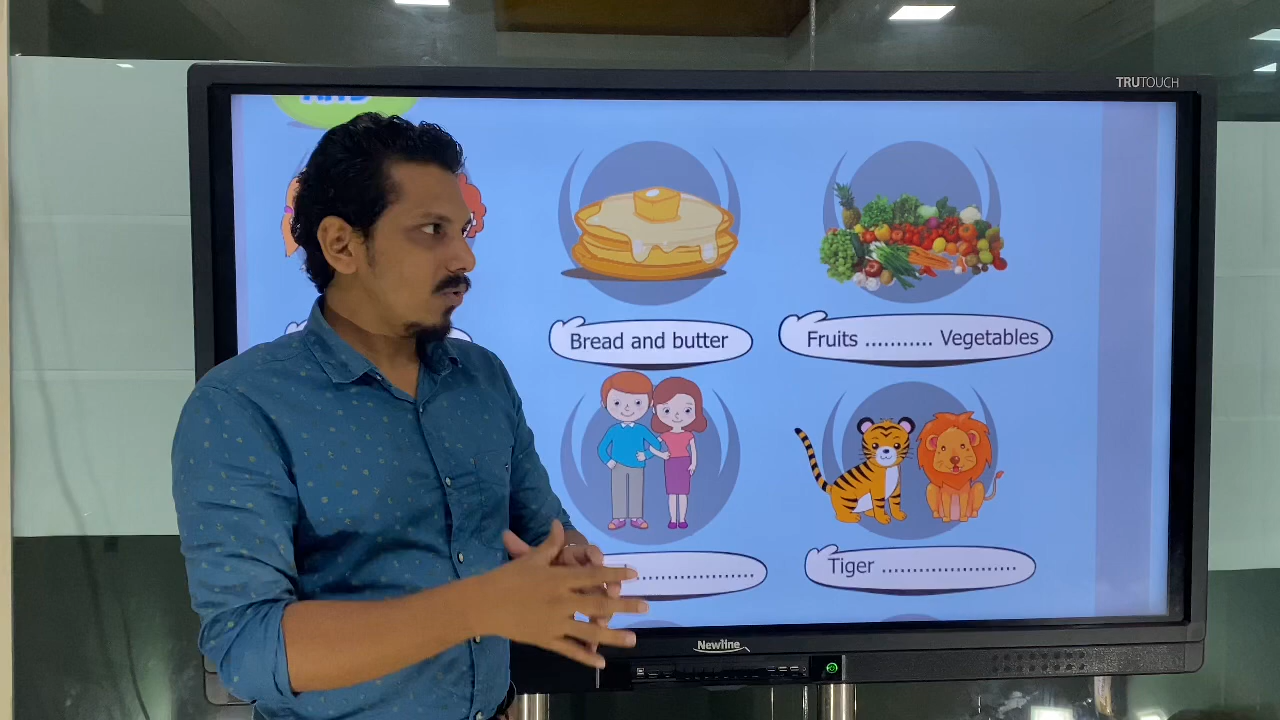 TRUTOUCH
Bread and butter
Fruits ........... Vegetables
.................
Tiger .....................
Newline